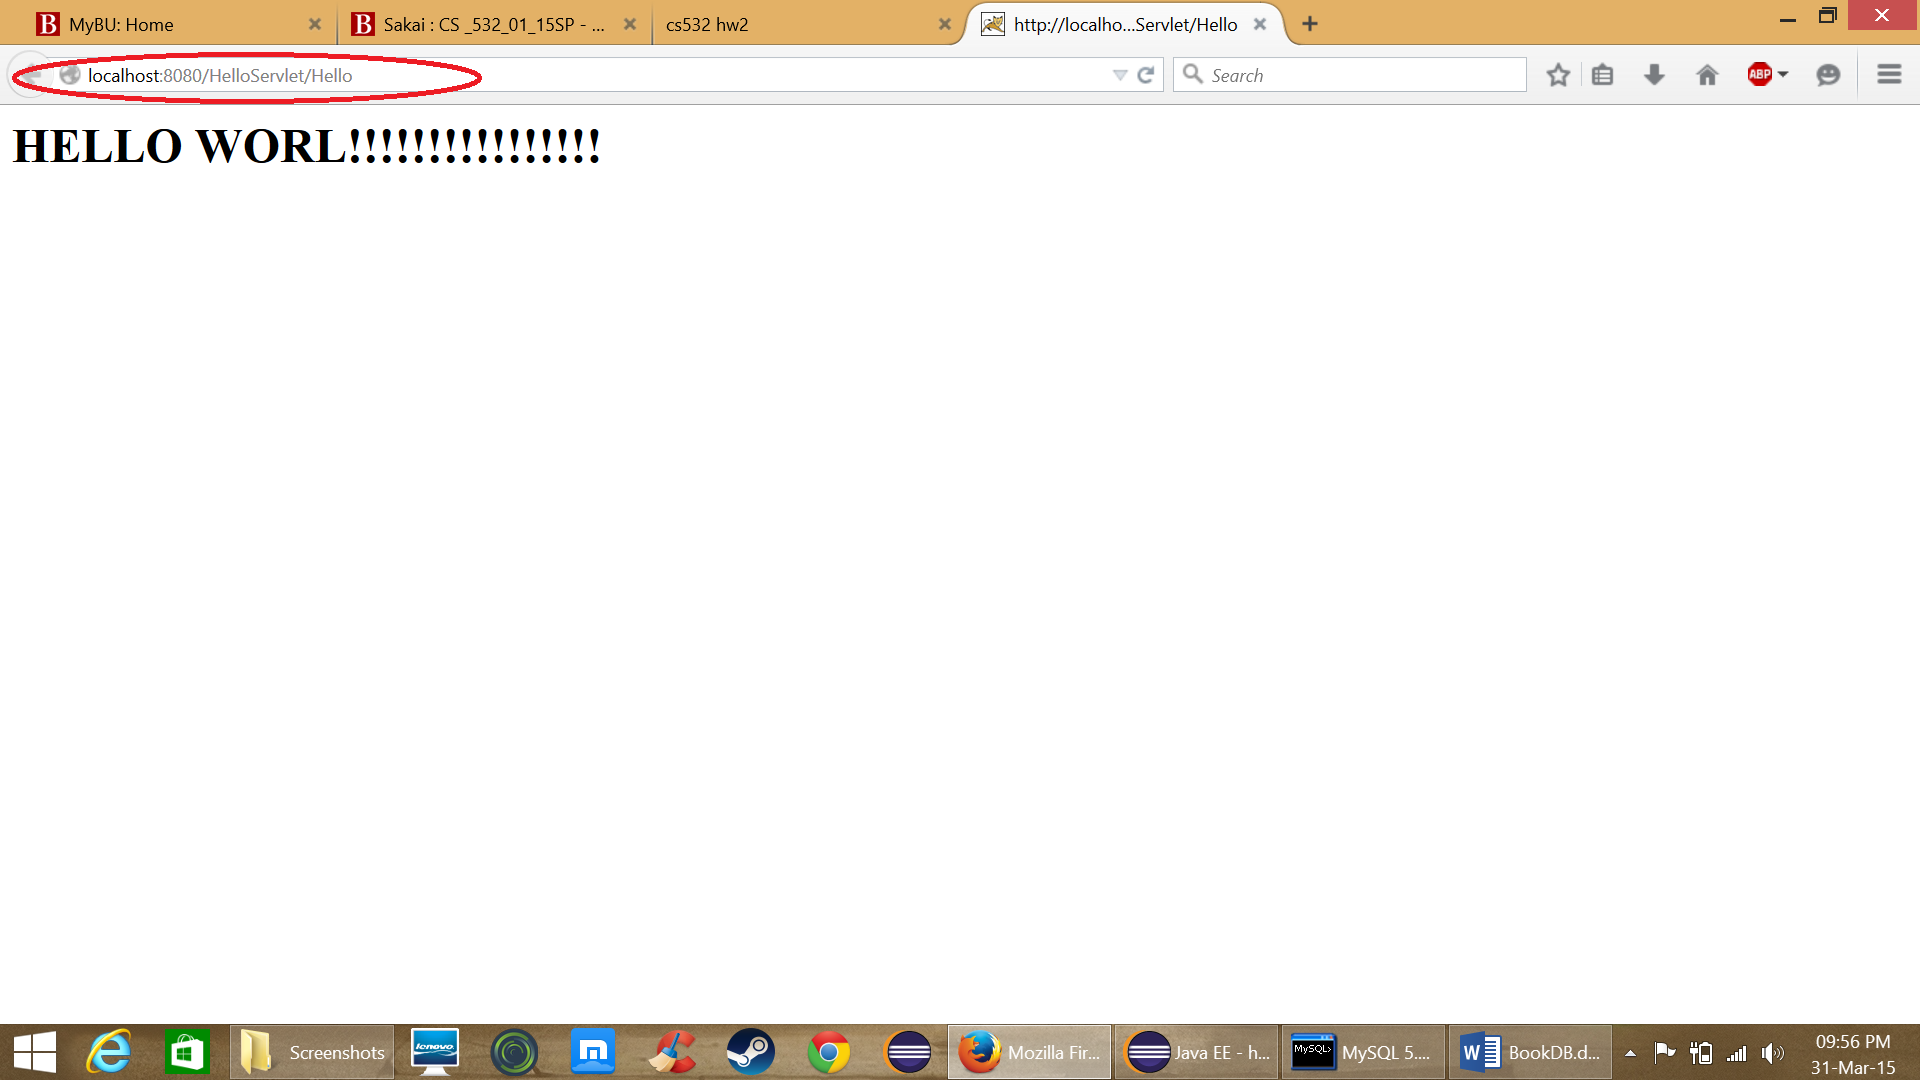 MyBU: Home
Sakai : CS _532_01_15SP - ...
cs532 hw2
http://localho...Servlet/Hello
localhost:8080/HelloServlet/Hello
Search
ABP
HELLO WORL!!!!!!!!!!!!!!!!
Screenshots
lenovo
Mozilla Fir...
Java EE - h...
MySQL>
MySQL 5....
BookDB.d...
09:56 PM
31-Mar-15